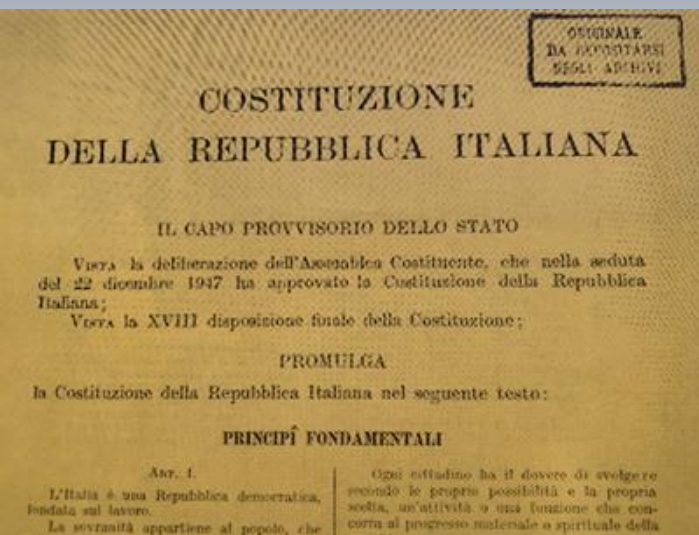 ORIGINALE
DA DEPOSITARSI
NEGLI ARCHIVI
COSTITUZIONE
DELLA REPUBBLICA ITALIANA
IL CAPO PROVVISORIO DELLO STATO
VISTA la deliberazione dell'Assemblea Costituente, che nella seduta
del 22 dicembre 1947 ha approvato la Costituzione della Repubblica
Italiana;
VISTA la XVIII disposizione finale della Costituzione;
PROMULGA
la Costituzione della Repubblica Italiana nel seguente testo:
PRINCIPÎ FONDAMENTALI
ART. 1.
L'Italia è una Repubblica democratica,
fondata sul lavoro.
La sovranità appartiene al popolo, che
Ogni cittadino ha il dovere di svolgere
secondo le proprie possibilità e la propria
scelta, un'attività o una funzione che con-
corra al progresso materiale o spirituale della